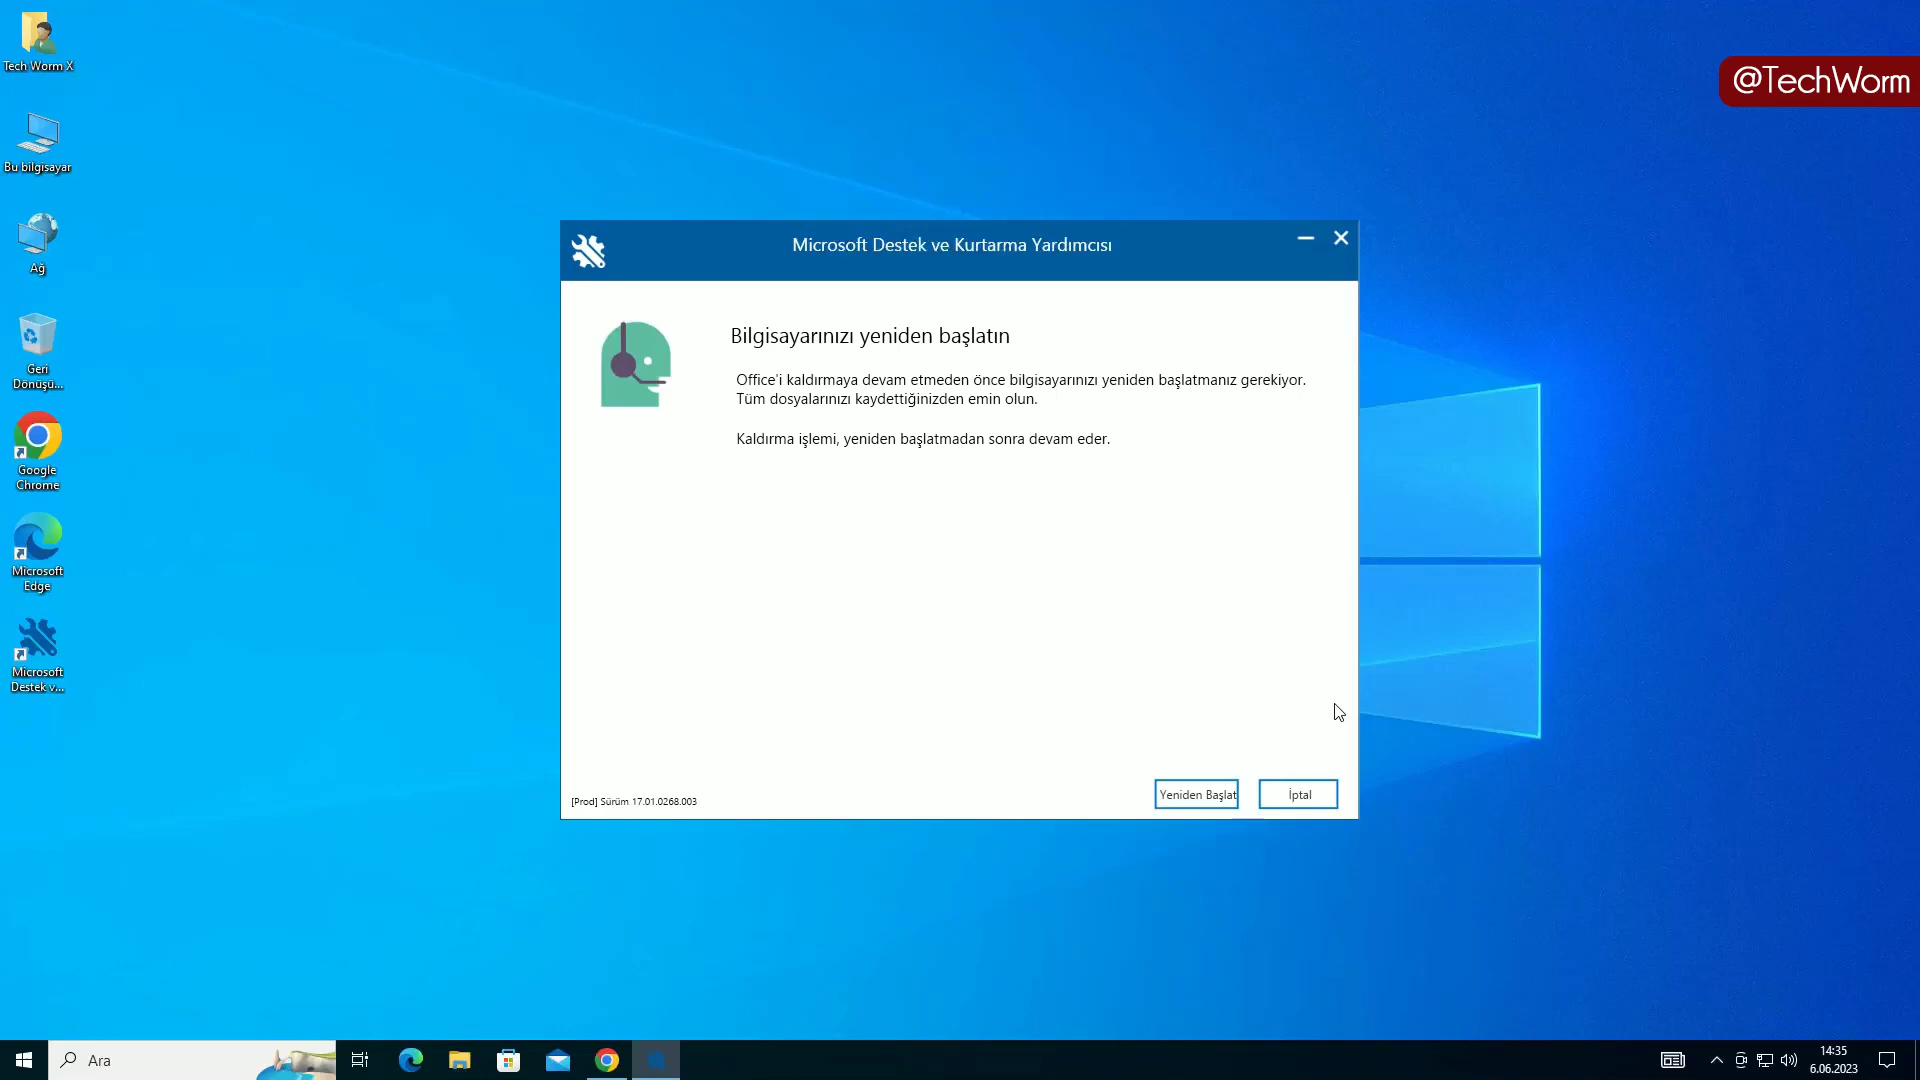 Tech Worm X
@TechWorm
Bu bilgisayar
Ağ
Geri
Dönüşü...
Google
Chrome
Microsoft
Edge
Microsoft
Destek v...
Microsoft Destek ve Kurtarma Yardımcısı
Bilgisayarınızı yeniden başlatın
Office'i kaldırmaya devam etmeden önce bilgisayarınızı yeniden başlatmanız gerekiyor.
Tüm dosyalarınızı kaydettiğinizden emin olun.
Kaldırma işlemi, yeniden başlatmadan sonra devam eder.
[Prod] Sürüm 17.01.0268.003
Yeniden Başlat
İptal
Ara
14:35
6.06.2023